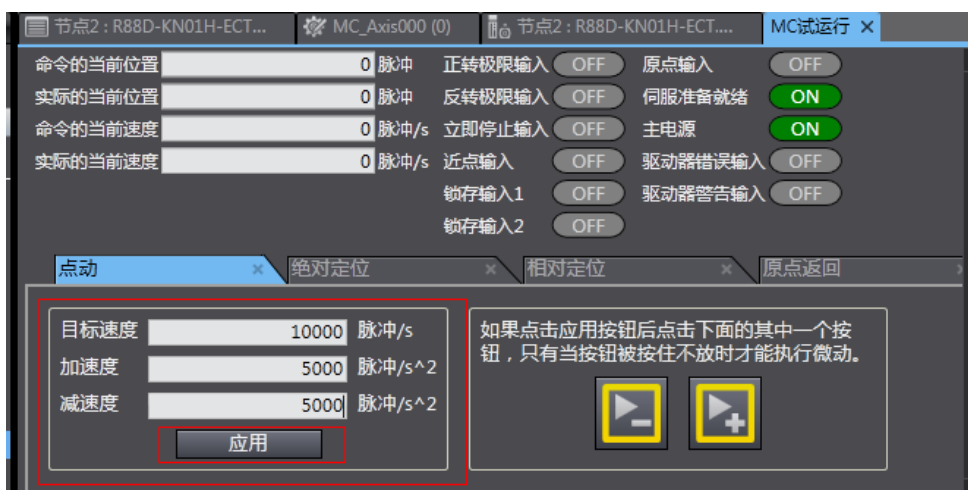 节点2 : R88D-KN01H-ECT... MC_Axis000 (0) 节点2 : R88D-KN01H-ECT.... MC试运行
命令的当前位置 0 脉冲 正转极限输入 OFF 原点输入 OFF
实际的当前位置 0 脉冲 反转极限输入 OFF 伺服准备就绪 ON
命令的当前速度 0 脉冲/s 立即停止输入 OFF 主电源 ON
实际的当前速度 0 脉冲/s 近点输入 OFF 驱动器错误输入 OFF
锁存输入1 OFF 驱动器警告输入 OFF
锁存输入2 OFF
点动 绝对定位 相对定位 原点返回
目标速度 10000 脉冲/s
加速度 5000 脉冲/s^2
减速度 5000 脉冲/s^2
应用
如果点击应用按钮后点击下面的其中一个按
钮，只有当按钮被按住不放时才能执行微动。